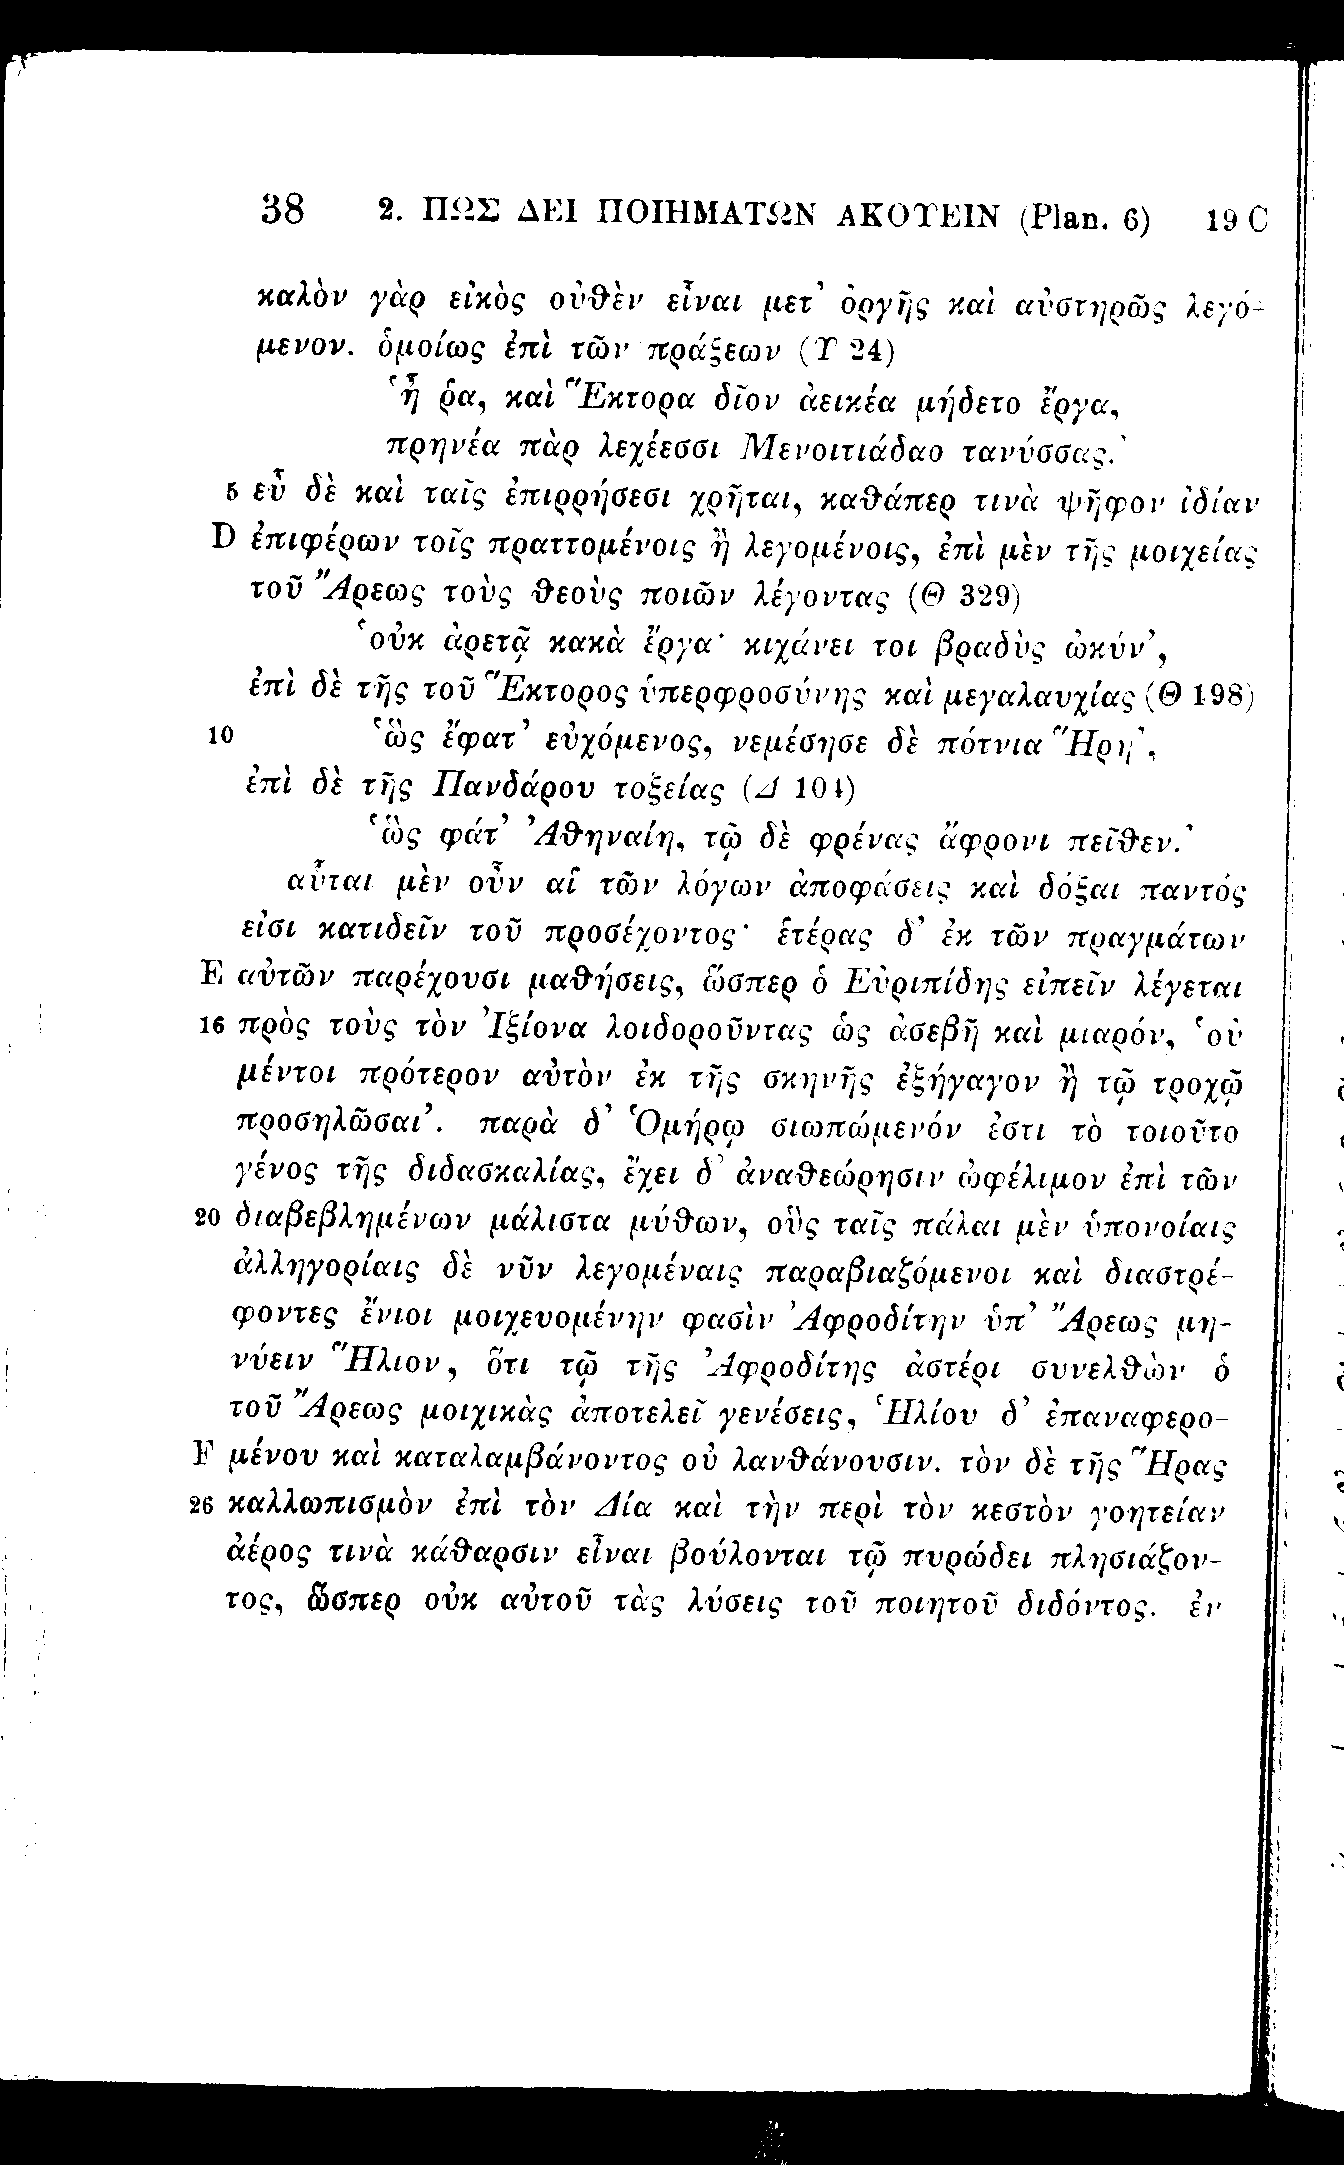 38 2. ΠΩΣ ΔΕΙ ΠΟΙΗΜΑΤΩΝ ΑΚΟΥΕΙΝ (Plan. 6) 19 C
καλὸν γὰρ εἰκὸς οὐθὲν εἶναι μετ’ ὀργῆς καὶ αὐστηρῶς λεγό-
μενον. ὁμοίως ἐπὶ τῶν πράξεων (Υ 24)
‘ἦ ῥα, καὶ Ἕκτορα δῖον ἀεικέα μήδετο ἔργα,
πρηνέα πὰρ λεχέεσσι Μενοιτιάδαο τανύσσας.’
5 εὖ δὲ καὶ ταῖς ἐπιρρήσεσι χρῆται, καθάπερ τινὰ ψῆφον ἰδίαν
D ἐπιφέρων τοῖς πραττομένοις ἢ λεγομένοις, ἐπὶ μὲν τῆς μοιχείας
τοῦ Ἄρεως τοὺς θεοὺς ποιῶν λέγοντας (Θ 329)
‘οὐκ ἀρετᾷ κακὰ ἔργα· κιχάνει τοι βραδὺς ὠκύν’,
ἐπὶ δὲ τῆς τοῦ Ἕκτορος ὑπερφροσύνης καὶ μεγαλαυχίας (Θ 198)
10 ‘ὣς ἔφατ’ εὐχόμενος, νεμέσησε δὲ πότνια Ἥρη’,
ἐπὶ δὲ τῆς Πανδάρου τοξείας (Δ 104)
‘ὣς φάτ’ Ἀθηναίη, τῷ δὲ φρένας ἄφρονι πεῖθεν.’
αὗται μὲν οὖν αἱ τῶν λόγων ἀποφάσεις καὶ δόξαι παντός
εἰσι κατιδεῖν τοῦ προσέχοντος· ἑτέρας δ’ ἐκ τῶν πραγμάτων
E αὐτῶν παρέχουσι μαθήσεις, ὥσπερ ὁ Εὐριπίδης εἰπεῖν λέγεται
16 πρὸς τοὺς τὸν Ἰξίονα λοιδοροῦντας ὡς ἀσεβῆ καὶ μιαρόν, ‘οὐ
μέντοι πρότερον αὐτὸν ἐκ τῆς σκηνῆς ἐξήγαγον ἢ τῷ τροχῷ
προσηλῶσαι’. παρὰ δ’ Ὁμήρῳ σιωπώμενόν ἐστι τὸ τοιοῦτο
γένος τῆς διδασκαλίας, ἔχει δ’ ἀναθεώρησιν ὠφέλιμον ἐπὶ τῶν
20 διαβεβλημένων μάλιστα μύθων, οὓς ταῖς πάλαι μὲν ὑπονοίαις
ἀλληγορίαις δὲ νῦν λεγομέναις παραβιαζόμενοι καὶ διαστρέ-
φοντες ἔνιοι μοιχευομένην φασὶν Ἀφροδίτην ὑπ’ Ἄρεως μη-
νύειν Ἥλιον, ὅτι τῷ τῆς Ἀφροδίτης ἀστέρι συνελθὼν ὁ
τοῦ Ἄρεως μοιχικὰς ἀποτελεῖ γενέσεις, Ἡλίου δ’ ἐπαναφερο-
F μένου καὶ καταλαμβάνοντος οὐ λανθάνουσιν. τὸν δὲ τῆς Ἥρας
26 καλλωπισμὸν ἐπὶ τὸν Δία καὶ τὴν περὶ τὸν κεστὸν γοητείαν
ἀέρος τινὰ κάθαρσιν εἶναι βούλονται τῷ πυρώδει πλησιάζον-
τος, ὥσπερ οὐκ αὐτοῦ τὰς λύσεις τοῦ ποιητοῦ διδόντος. ἐν